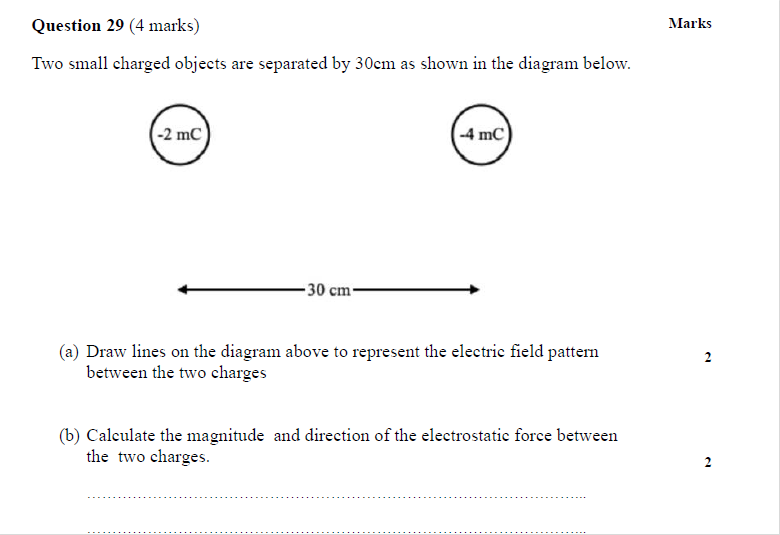 Question 29 (4 marks) Marks
Two small charged objects are separated by 30cm as shown in the diagram below.
-2 mC -4 mC
30 cm
(a) Draw lines on the diagram above to represent the electric field pattern 2
between the two charges
(b) Calculate the magnitude and direction of the electrostatic force between
the two charges. 2